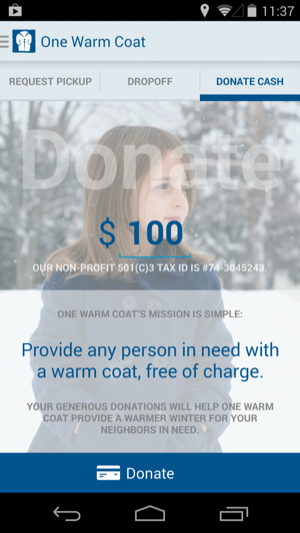 11:37
One Warm Coat
REQUEST PICKUP
DROPOFF
DONATE CASH
Donate
$ 100
OUR NON-PROFIT 501(C)3 TAX ID IS #74-3045243.
ONE WARM COAT'S MISSION IS SIMPLE:
Provide any person in need with
a warm coat, free of charge.
YOUR GENEROUS DONATIONS WILL HELP ONE WARM
COAT PROVIDE A WARMER WINTER FOR YOUR
NEIGHBORS IN NEED.
Donate